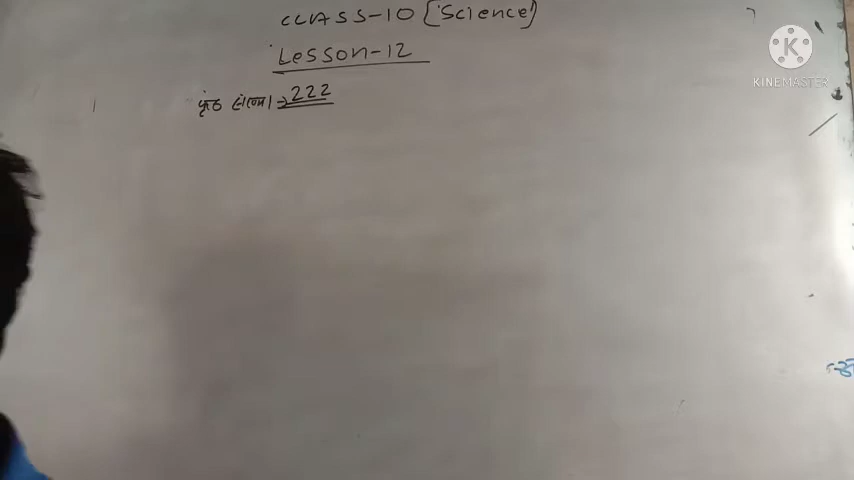 CLASS-10 [Science]
Lesson-12
पृष्ठ संख्या → 222
K
KINEMASTER